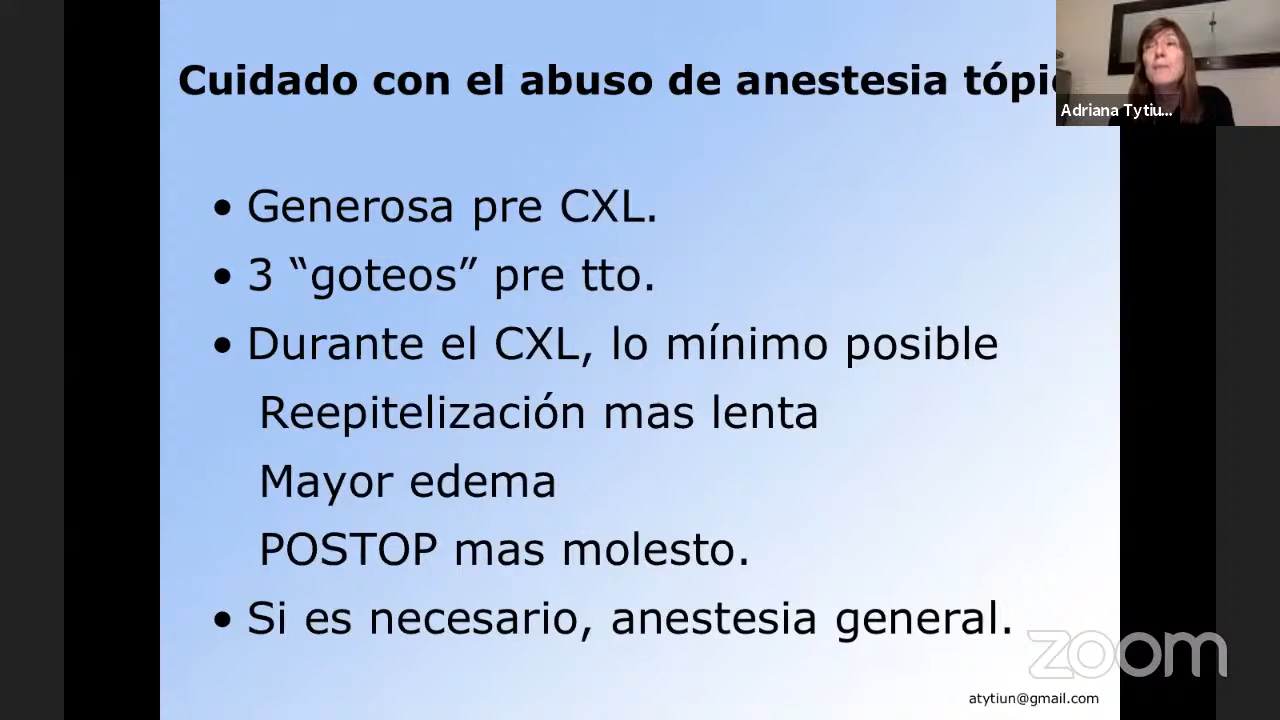 Cuidado con el abuso de anestesia
Adriana Tytiu...
• Generosa pre CXL.
• 3 “goteos” pre tto.
• Durante el CXL, lo mínimo posible
Reepitelización mas lenta
Mayor edema
POSTOP mas molesto.
• Si es necesario, anestesia general.
zoom
atytiun@gmail.com